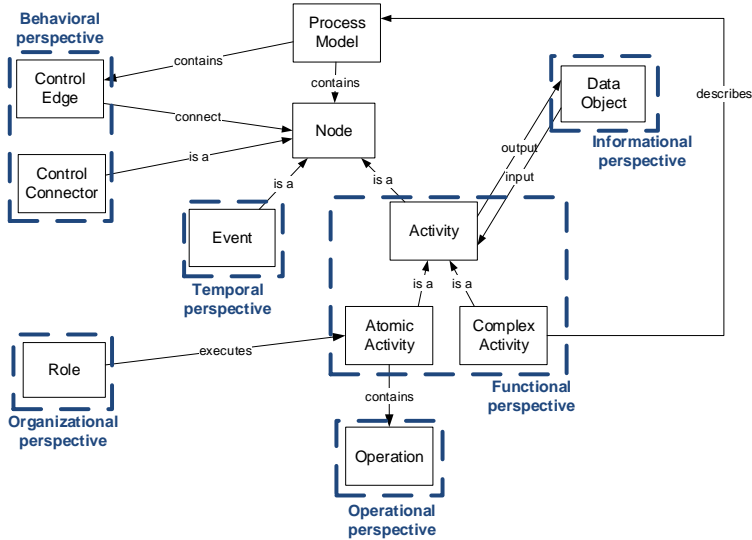 Behavioral
perspective
Process
Model
contains
contains
describes
Control
Edge
Data
Object
connect
Node
output
Informational
perspective
is a
input
Control
Connector
is a
is a
Event
Activity
Temporal
perspective
is a
is a
Atomic
Activity
Complex
Activity
executes
Role
Functional
perspective
contains
Organizational
perspective
Operation
Operational
perspective